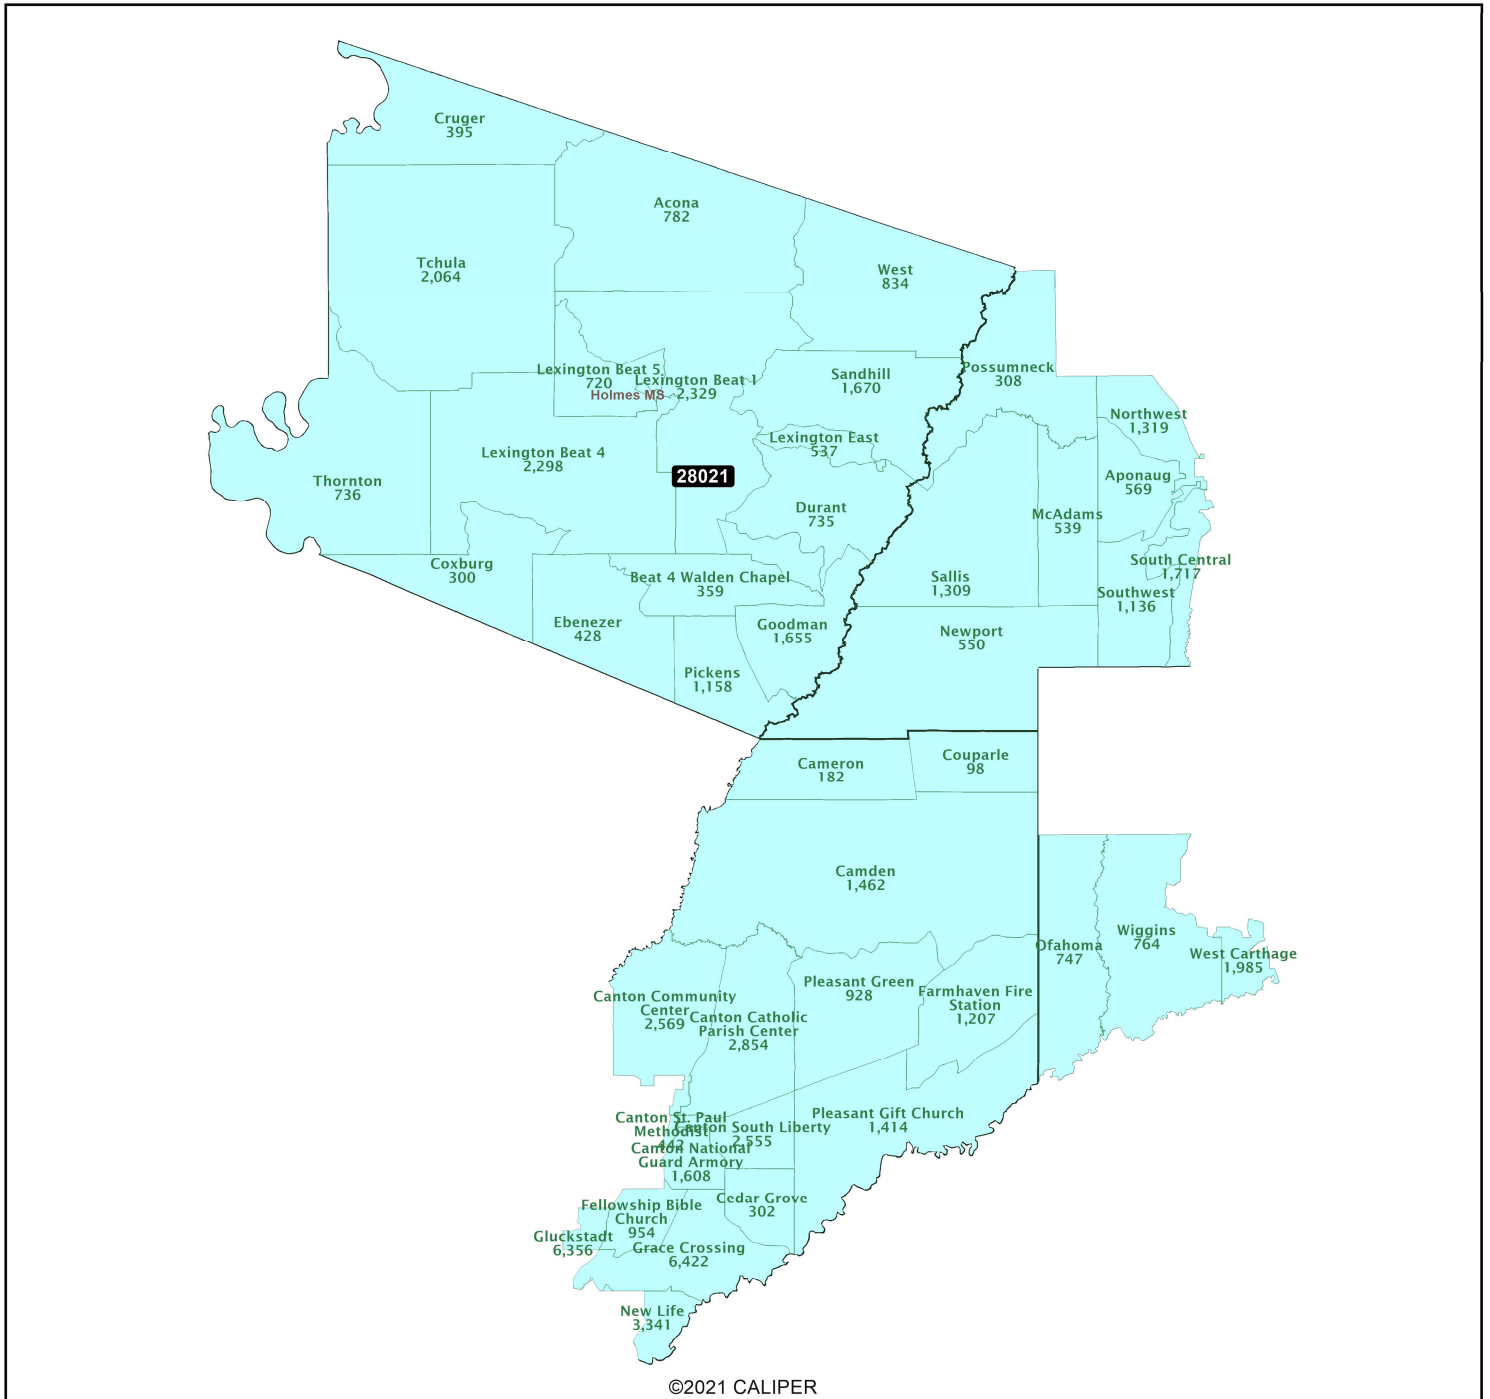 Cruger
395
Acona
782
Tchula
2,064
West
834
Lexington Beat 5
720
Holmes MS
Lexington Beat 1
2,329
Sandhill
1,670
Possumneck
308
Northwest
1,319
Lexington Beat 4
2,298
Lexington East
537
28021
Thornton
736
Aponaug
569
Durant
735
McAdams
539
Coxburg
300
Beat 4 Walden Chapel
359
Sallis
1,309
South Central
1,717
Southwest
1,136
Ebenezer
428
Goodman
1,655
Newport
550
Pickens
1,158
Cameron
182
Couparle
98
Camden
1,462
Ofahoma
747
Wiggins
764
West Carthage
1,985
Canton Community
Center
2,569
Canton Catholic
Parish Center
2,854
Pleasant Green
928
Farmhaven Fire
Station
1,207
Canton St. Paul
Methodist
442
Canton South Liberty
2,555
Pleasant Gift Church
1,414
Canton National
Guard Armory
1,608
Cedar Grove
302
Fellowship Bible
Church
954
Gluckstadt
6,356
Grace Crossing
6,422
New Life
3,341
©2021 CALIPER